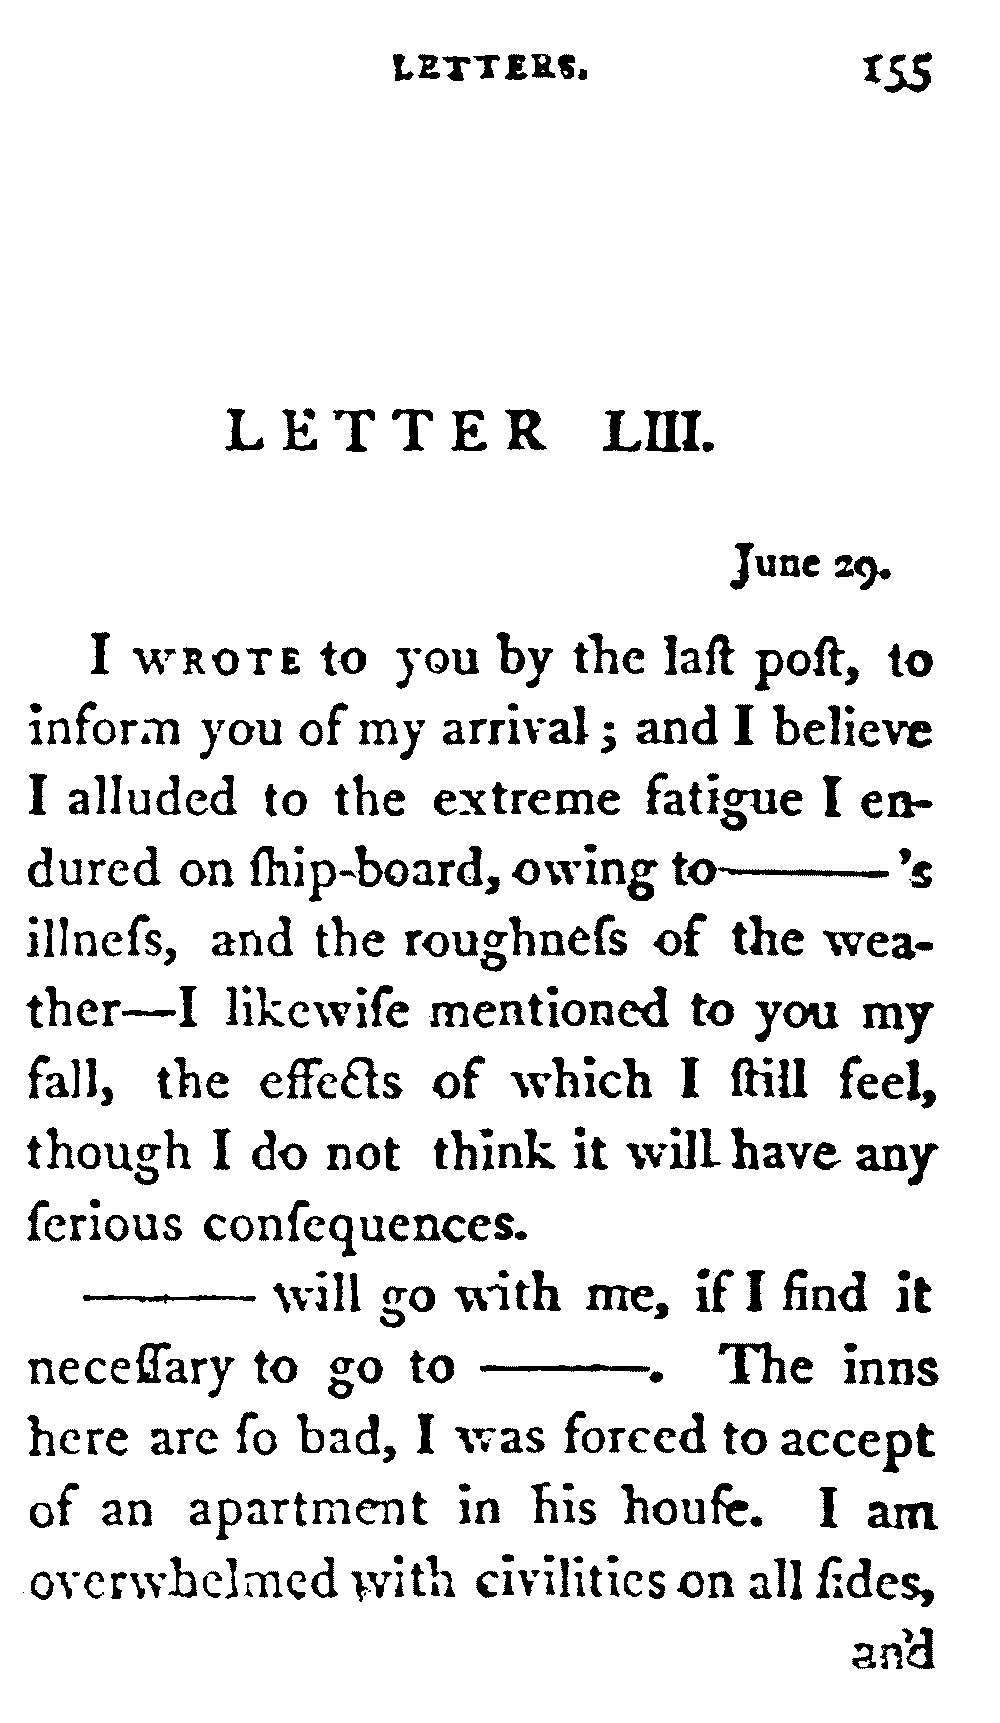 LETTERS. 155
LETTER LIII.
June 29.
I WROTE to you by the laſt poſt, to
inform you of my arrival; and I believe
I alluded to the extreme fatigue I en-
dured on ſhip-board, owing to———'s
illneſs, and the roughneſs of the wea-
ther—I likewiſe mentioned to you my
fall, the effects of which I ſtill feel,
though I do not think it will have any
ſerious conſequences.
——— will go with me, if I find it
neceſſary to go to ———. The inns
here are ſo bad, I was forced to accept
of an apartment in his houſe. I am
overwhelmed with civilities on all ſides,
and